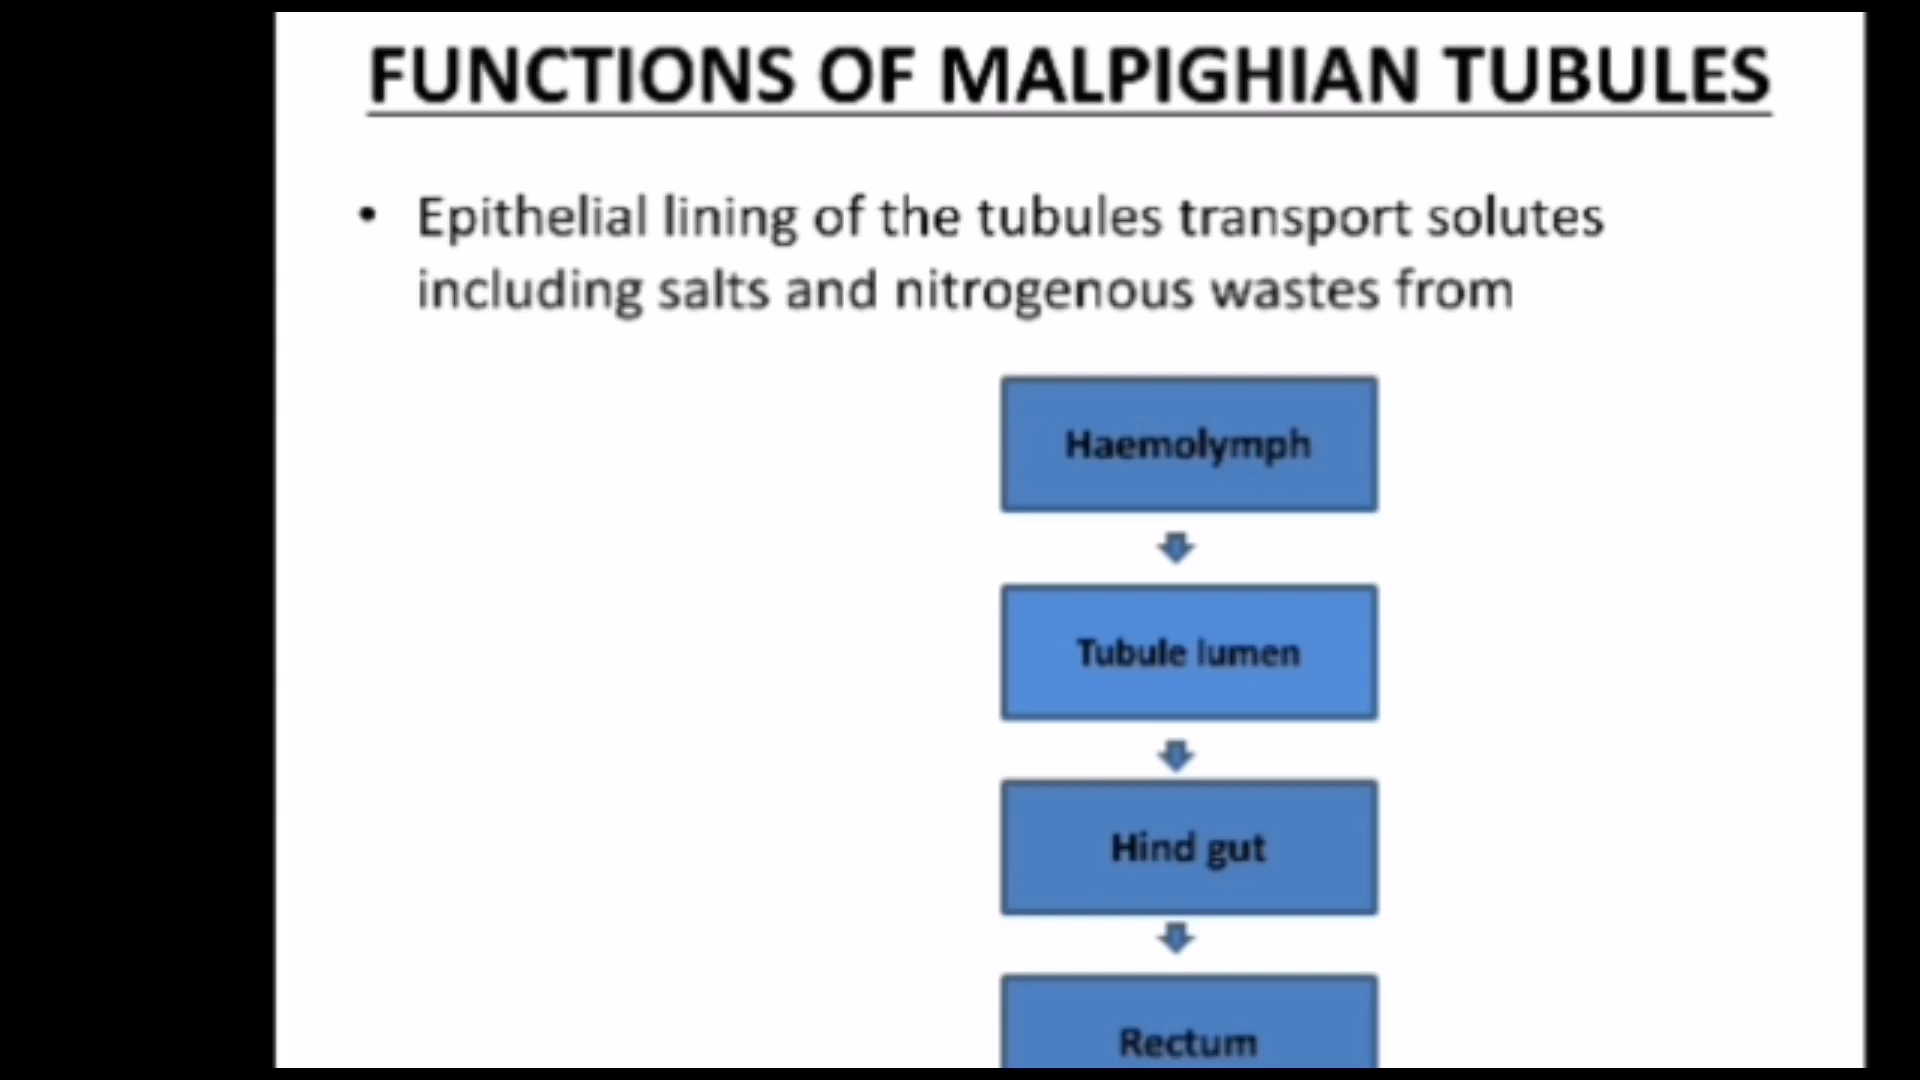 FUNCTIONS OF MALPIGHIAN TUBULES
• Epithelial lining of the tubules transport solutes
including salts and nitrogenous wastes from
Haemolymph
Tubule lumen
Hind gut
Rectum